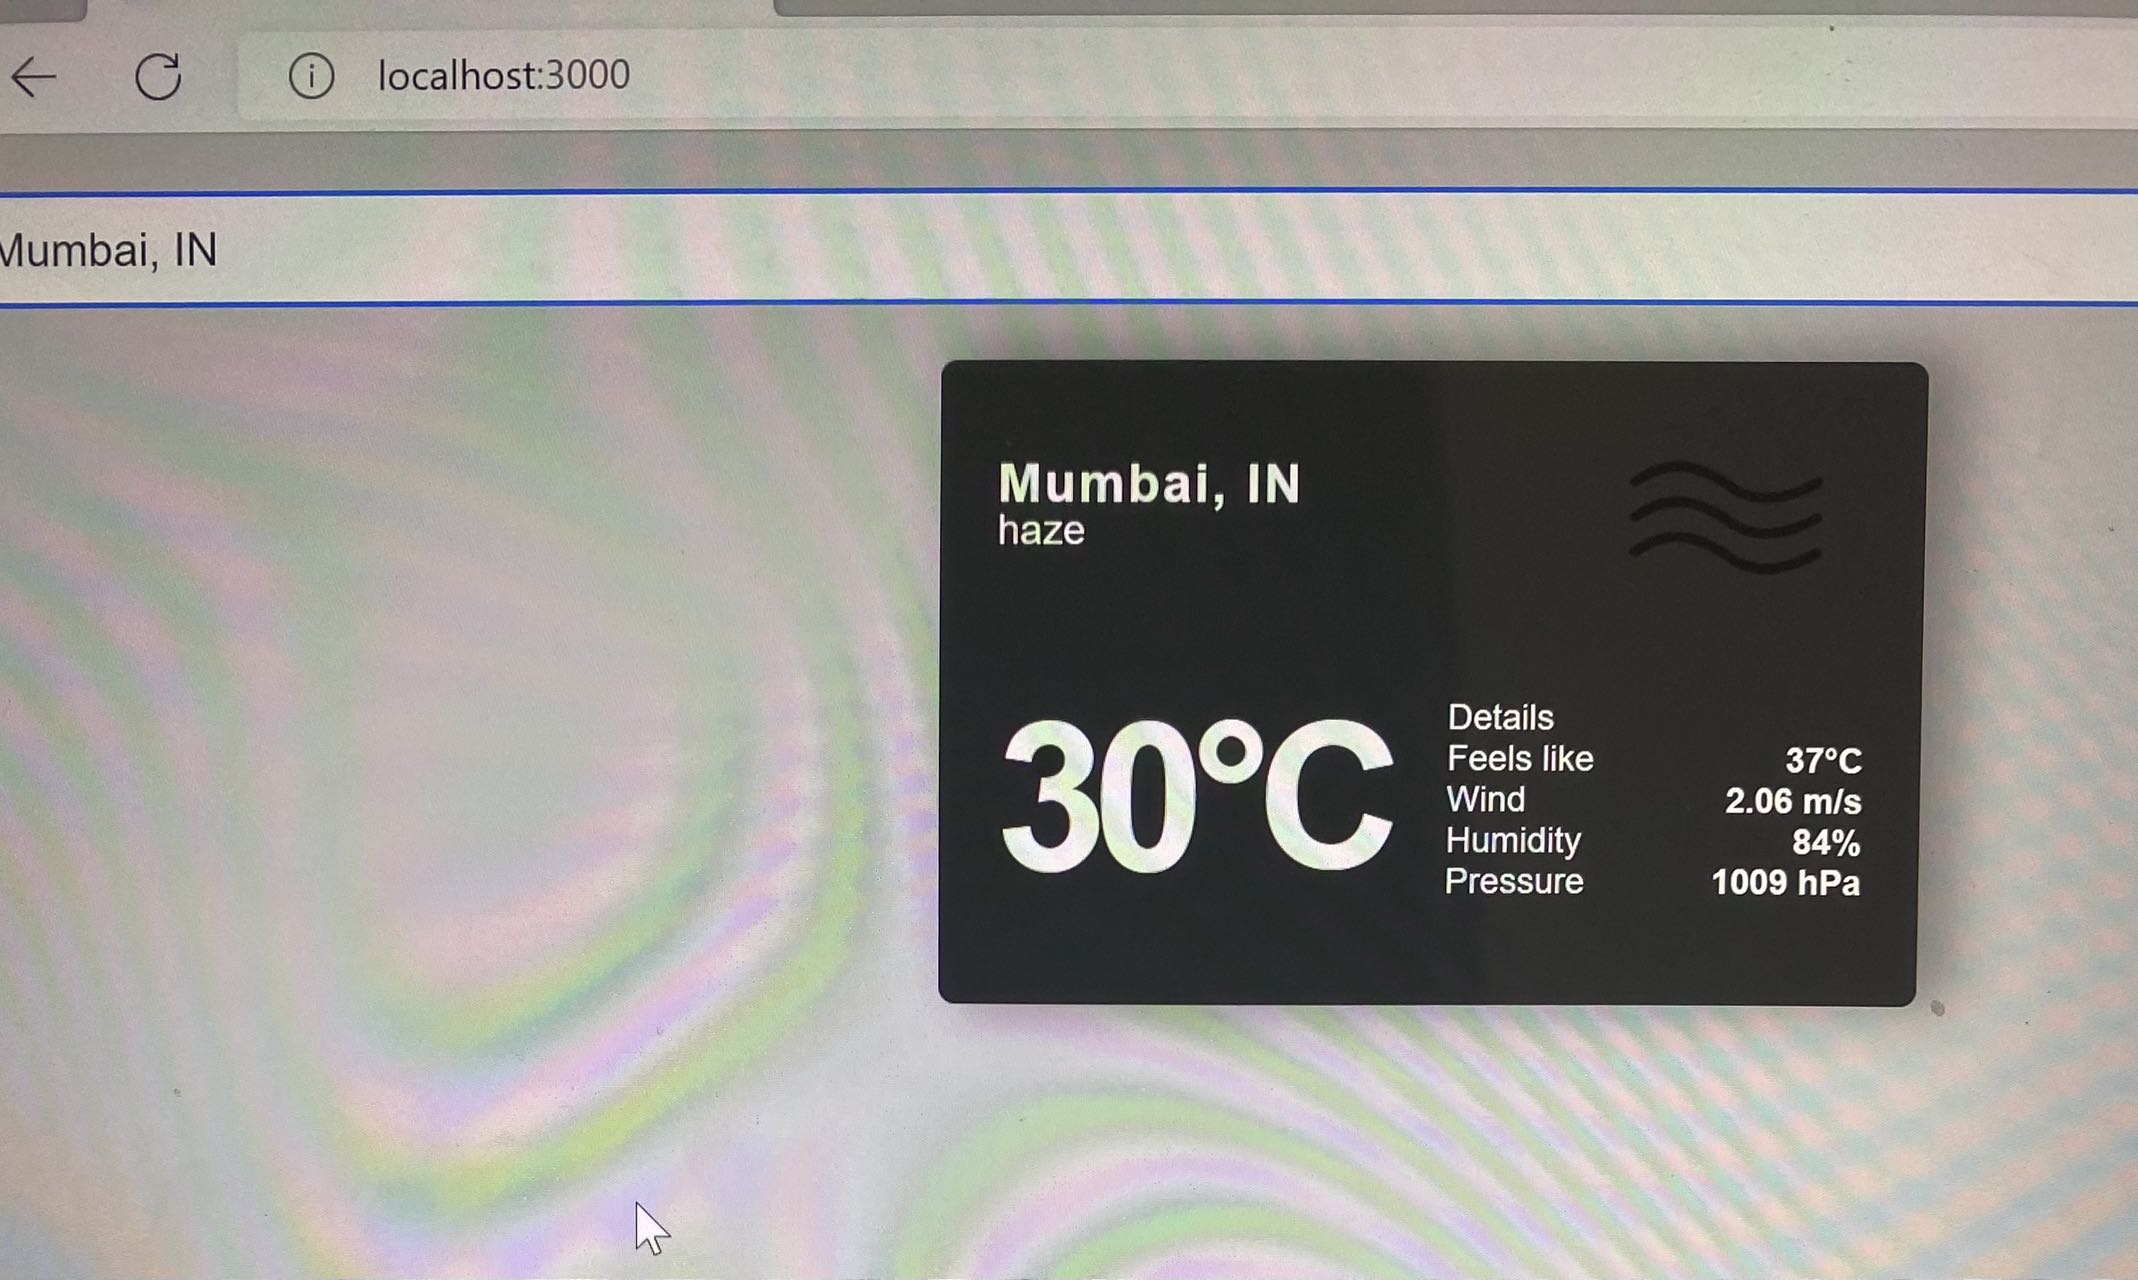 localhost:3000
Mumbai, IN
Mumbai, IN
haze
30°C
Details
Feels like 37°C
Wind 2.06 m/s
Humidity 84%
Pressure 1009 hPa